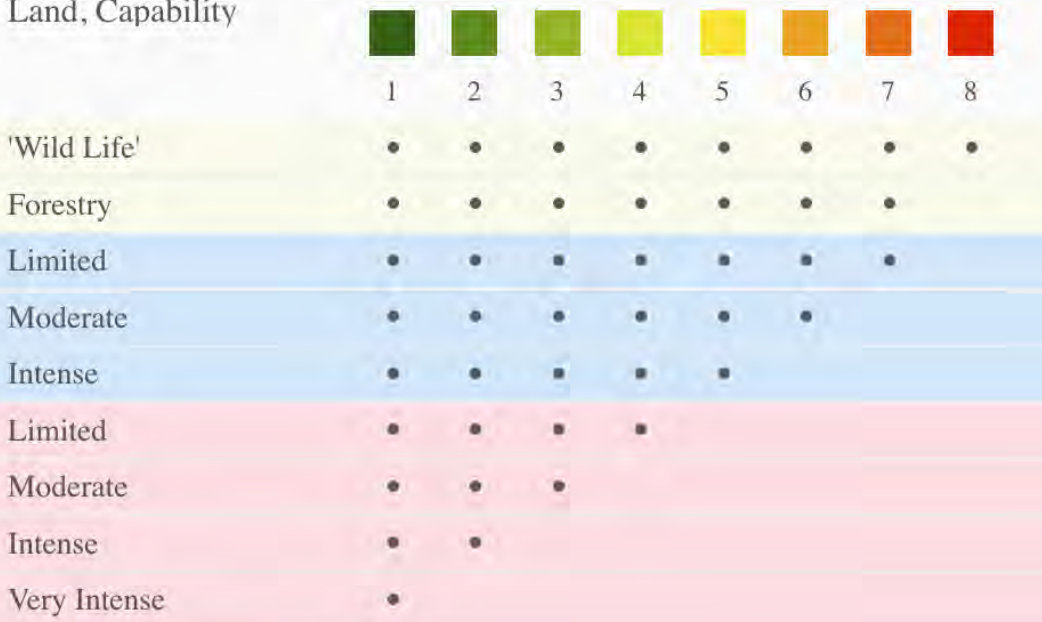 Land, Capability
1 2 3 4 5 6 7 8
'Wild Life' • • • • • • • •
Forestry • • • • • • •
Limited • • • • • • •
Moderate • • • • • •
Intense • • • • •
Limited • • • •
Moderate • • •
Intense • •
Very Intense •